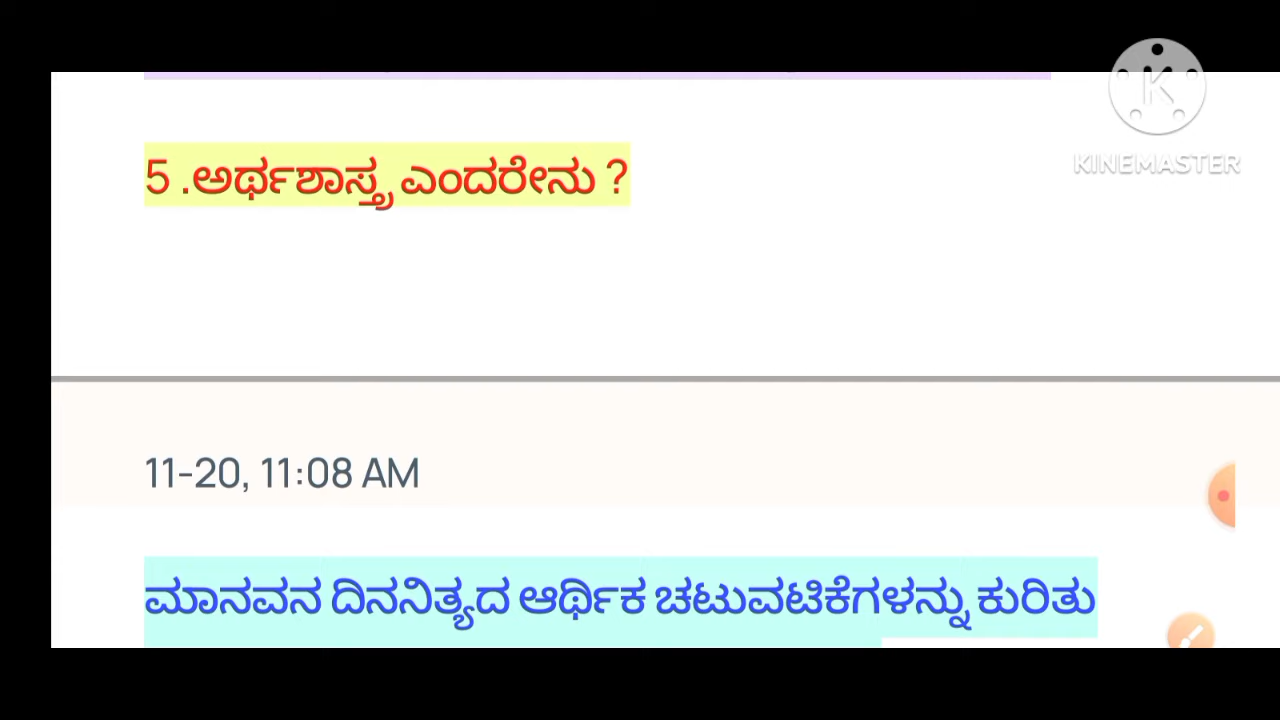 K
KINEMASTER
5 .ಅರ್ಥಶಾಸ್ತ್ರ ಎಂದರೇನು ?
11-20, 11:08 AM
ಮಾನವನ ದಿನನಿತ್ಯದ ಆರ್ಥಿಕ ಚಟುವಟಿಕೆಗಳನ್ನು ಕುರಿತು